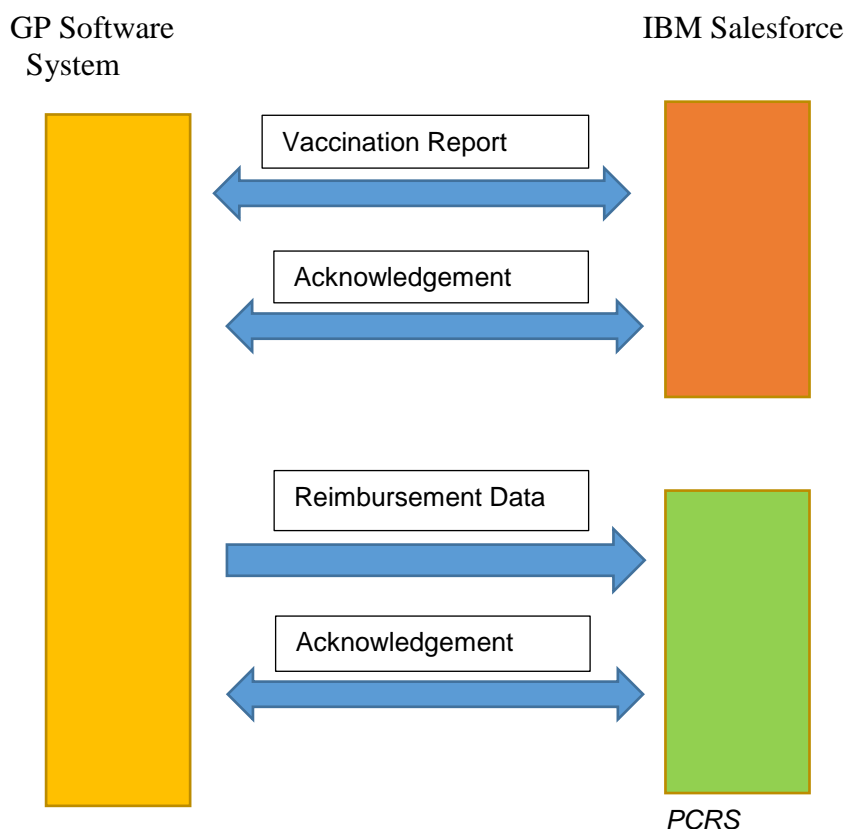 GP Software
System
IBM Salesforce
Vaccination Report
Acknowledgement
Reimbursement Data
Acknowledgement
PCRS